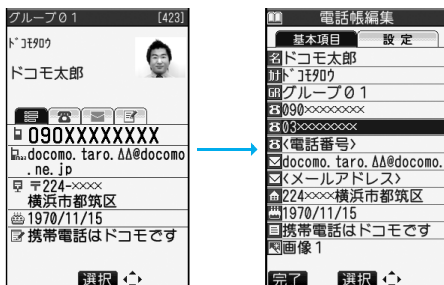 グループ０１ [423]
ﾄﾞｺﾓﾀﾛｳ
ドコモ太郎
090XXXXXXXX
docomo.taro.ΔΔ@docomo
.ne.jp
〒224-××××
横浜市都筑区
1970/11/15
携帯電話はドコモです
選択
電話帳編集
基本項目 設定
名ドコモ太郎
ｶﾅﾄﾞｺﾓﾀﾛｳ
GRグループ０１
090××××××××
03××××××××
<電話番号>
docomo.taro.ΔΔ@docomo.
<メールアドレス>
224××××横浜市都筑区
1970/11/15
携帯電話はドコモです
画像１
完了 選択